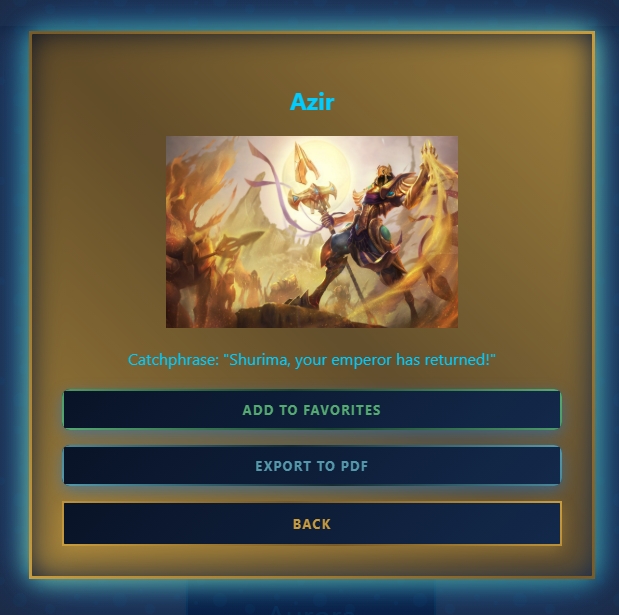 Azir
Catchphrase: "Shurima, your emperor has returned!"
ADD TO FAVORITES
EXPORT TO PDF
BACK